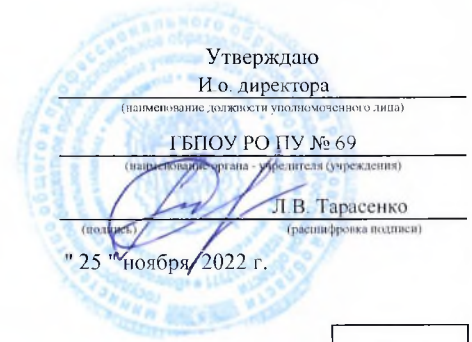 Утверждаю
И о. директора
(наименование должности уполномоченного лица)
ГБПОУ РО ПУ № 69
(наименование органа - учредителя (учреждения)
Л.В. Тарасенко
(подпись) (расшифровка подписи)
" 25 " ноября 2022 г.